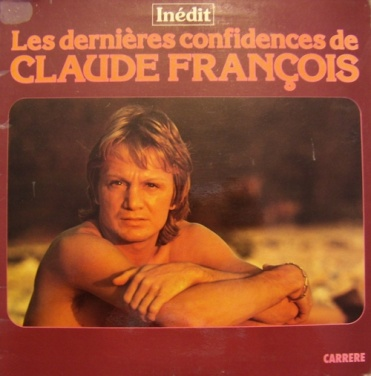 Inédit
Les dernières confidences de
CLAUDE FRANÇOIS
CARRERE